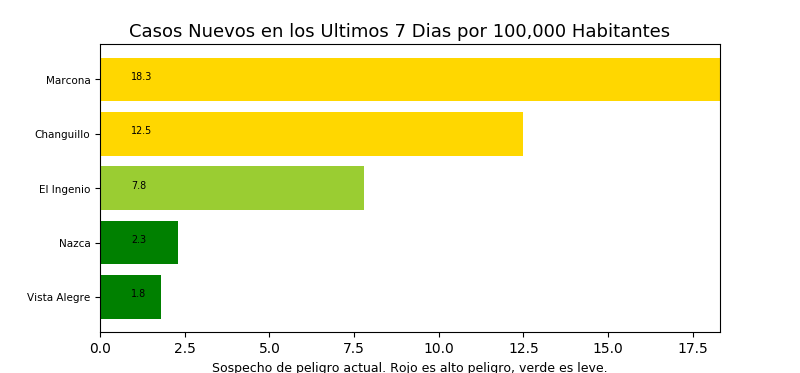 Casos Nuevos en los Ultimos 7 Dias por 100,000 Habitantes
Marcona 18.3
Changuillo 12.5
El Ingenio 7.8
Nazca 2.3
Vista Alegre 1.8
0.0 2.5 5.0 7.5 10.0 12.5 15.0 17.5
Sospecho de peligro actual. Rojo es alto peligro, verde es leve.